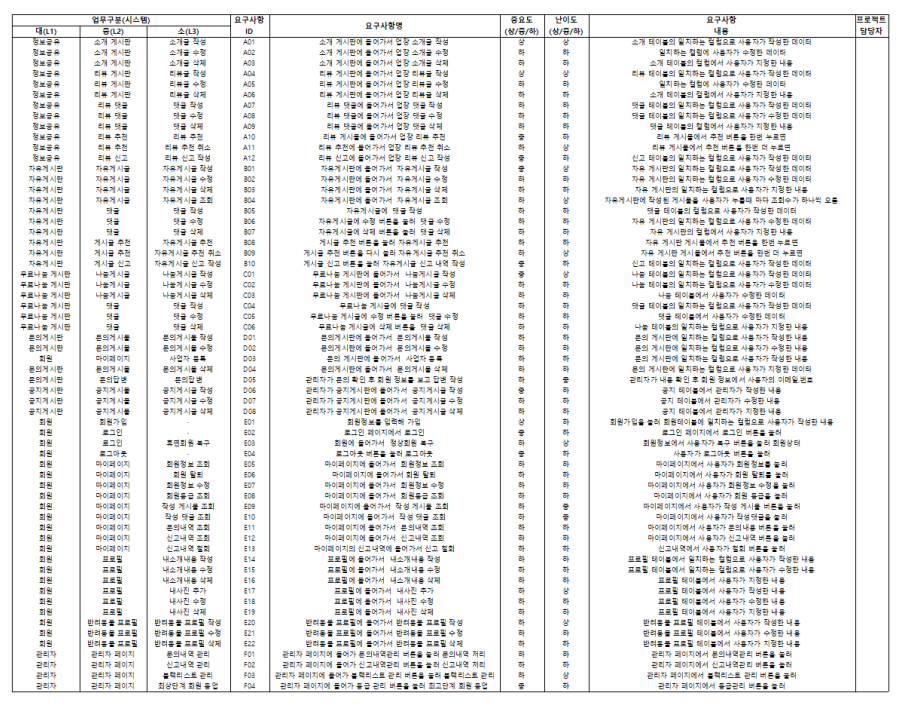 업무구분(시스템) 요구사항 요구사항명 중요도 난이도 요구사항 프로젝트
대(L1) 중(L2) 소(L3) ID (상/중/하) (상/중/하) 내용 담당자
정보공유 소개 게시판 소개글 작성 A01 소개 게시판에 들어가서 업장 소개글 작성 상 상 소개 테이블의 일치하는 컬럼으로 사용자가 작성한 데이터
정보공유 소개 게시판 소개글 수정 A02 소개 게시판에 들어가서 업장 소개글 수정 하 하 일치하는 컬럼에 사용자가 수정한 데이터
정보공유 소개 게시판 소개글 삭제 A03 소개 게시판에 들어가서 업장 소개글 삭제 하 하 소개 테이블의 컬럼에서 사용자가 지정한 내용
정보공유 리뷰 게시판 리뷰글 작성 A04 리뷰 게시판에 들어가서 업장 리뷰글 작성 상 상 리뷰 테이블의 일치하는 컬럼으로 사용자가 작성한 데이터
정보공유 리뷰 게시판 리뷰글 수정 A05 리뷰 게시판에 들어가서 업장 리뷰글 수정 하 하 일치하는 컬럼에 사용자가 수정한 데이터
정보공유 리뷰 게시판 리뷰글 삭제 A06 리뷰 게시판에 들어가서 업장 리뷰글 삭제 하 하 소개 테이블의 컬럼에서 사용자가 지정한 내용
정보공유 리뷰 댓글 댓글 작성 A07 리뷰 댓글에 들어가서 업장 댓글 작성 하 하 댓글 테이블의 일치하는 컬럼으로 사용자가 작성한 데이터
정보공유 리뷰 댓글 댓글 수정 A08 리뷰 댓글에 들어가서 업장 댓글 수정 하 하 댓글 테이블의 일치하는 컬럼으로 사용자가 수정한 데이터
정보공유 리뷰 댓글 댓글 삭제 A09 리뷰 댓글에 들어가서 업장 댓글 삭제 하 하 댓글 테이블에서 사용자가 지정한 내용
정보공유 리뷰 추천 리뷰 추천 A10 리뷰 게시물에 들어가서 업장 리뷰 추천 중 하 리뷰 게시물에서 추천 버튼을 한번 누르면
정보공유 리뷰 추천 리뷰 추천 취소 A11 리뷰 추천에 들어가서 업장 리뷰 추천 취소 하 상 리뷰 게시물에서 추천 버튼을 한번 더 누르면
정보공유 리뷰 신고 리뷰 신고 작성 A12 리뷰 신고에 들어가서 업장 리뷰 신고 작성 중 하 신고 테이블의 일치하는 컬럼으로 사용자가 작성한 데이터
자유게시판 자유게시글 자유게시글 작성 B01 자유게시판에 들어가서 자유게시글 작성 중 상 자유 게시판의 일치하는 컬럼으로 사용자가 작성한 데이터
자유게시판 자유게시글 자유게시글 수정 B02 자유게시판에 들어가서 자유게시글 수정 하 하 자유 게시판의 일치하는 컬럼으로 사용자가 수정한 데이터
자유게시판 자유게시글 자유게시글 삭제 B03 자유게시판에 들어가서 자유게시글 삭제 하 하 자유 게시판의 일치하는 컬럼으로 사용자가 지정한 내용
자유게시판 자유게시글 자유게시글 조회 B04 자유게시판에 들어가서 자유게시글 조회 하 상 자유게시판에 작성된 게시물을 사용자가 누를때 마다 조회수가 하나씩 오름
자유게시판 댓글 댓글 작성 B05 자유게시글에 댓글 작성 하 하 댓글 테이블의 컬럼으로 사용자가 작성한 데이터
자유게시판 댓글 댓글 수정 B06 자유게시글에 수정 버튼을 눌러 댓글 수정 하 하 자유 게시판의 일치하는 컬럼으로 사용자가 수정한 데이터
자유게시판 댓글 댓글 삭제 B07 자유게시글에 삭제 버튼을 눌러 댓글 삭제 하 하 자유 게시판의 일치하는 컬럼으로 사용자가 지정한 내용
자유게시판 게시글 추천 자유게시글 추천 B08 게시글 추천 버튼을 눌러 자유게시글 추천 하 하 자유 게시판 게시물에서 추천 버튼을 한번 누르면
자유게시판 게시글 추천 자유게시글 추천 취소 B09 게시글 추천 버튼을 다시 눌러 자유게시글 추천 취소 하 상 자유 게시판 게시물에서 추천 버튼을 한번 더 누르면
자유게시판 게시글 신고 자유게시글 신고 작성 B10 게시글 신고 버튼을 눌러 자유게시글 신고 내역 작성 중 하 신고 테이블의 일치하는 컬럼으로 사용자가 작성한 데이터
무료나눔 게시판 나눔게시글 나눔게시글 작성 C01 무료나눔 게시판에 들어가서 나눔게시글 작성 중 상 나눔 테이블의 일치하는 컬럼으로 사용자가 작성한 데이터
무료나눔 게시판 나눔게시글 나눔게시글 수정 C02 무료나눔 게시판에 들어가서 나눔게시글 수정 하 하 나눔 테이블의 일치하는 컬럼으로 사용자가 수정한 데이터
무료나눔 게시판 나눔게시글 나눔게시글 삭제 C03 무료나눔 게시판에 들어가서 나눔게시글 삭제 하 하 나눔 테이블에서 사용자가 수정한 데이터
무료나눔 게시판 댓글 댓글 작성 C04 무료나눔 게시글에 댓글 작성 하 하 댓글 테이블의 일치하는 컬럼으로 사용자가 작성한 데이터
무료나눔 게시판 댓글 댓글 수정 C05 무료나눔 게시글에 수정 버튼을 눌러 댓글 수정 하 하 댓글 테이블에서 사용자가 수정한 데이터
무료나눔 게시판 댓글 댓글 삭제 C06 무료나눔 게시글에 삭제 버튼을 댓글 삭제 하 하 나눔 테이블의 일치하는 컬럼으로 사용자가 지정한 내용
문의게시판 문의게시물 문의게시물 작성 D01 문의게시판에 들어가서 문의게시물 작성 중 하 문의 게시판에 일치하는 컬럼으로 사용자가 작성한 데이터
문의게시판 문의게시물 문의게시물 수정 D02 문의게시판에 들어가서 문의게시물 수정 하 하 문의 게시판에 일치하는 컬럼으로 사용자가 수정한 데이터
회원 마이페이지 사업자 등록 D03 문의 게시판에 들어가서 사업자 등록 중 하 문의 게시판에 일치하는 컬럼으로 사용자가 작성한 데이터
문의게시판 문의게시물 문의게시물 삭제 D04 문의게시판에 들어가서 문의게시물 삭제 하 하 문의 게시판에 일치하는 컬럼으로 사용자가 지정한 데이터
문의게시판 문의답변 문의답변 D05 관리자가 문의 확인 후 회원 정보를 보고 답변 작성 하 중 관리자가 내용 확인 후 회원 정보에서 사용자의 이메일,번호
공지게시판 공지게시물 공지게시글 작성 D06 관리자가 공지게시판에 들어가서 공지게시글 작성 중 중 공지 테이블에서 관리자가 작성한 내용
공지게시판 공지게시물 공지게시글 수정 D07 관리자가 공지게시판에 들어가서 공지게시글 수정 하 하 공지 테이블에서 관리자가 수정한 내용
공지게시판 공지게시물 공지게시글 삭제 D08 관리자가 공지게시판에 들어가서 공지게시글 삭제 하 하 공지 테이블에서 관리자가 지정한 내용
회원 회원가입 - E01 회원정보를 입력해 가입 상 하 회원가입을 눌러 회원테이블에 일치하는 컬럼으로 사용자가 작성한 내용
회원 로그인 - E02 로그인 페이지에서 로그인 중 하 로그인 페이지에서 로그인 버튼을 눌러
회원 로그인 휴면회원 복구 E03 회원에 들어가서 정상회원 복구 하 상 회원정보에서 사용자가 복구 버튼을 눌러 회원상태
회원 로그아웃 - E04 로그아웃 버튼을 눌러 로그아웃 중 하 사용자가 로그아웃 버튼을 눌러
회원 마이페이지 회원정보 조회 E05 마이페이지에 들어가서 회원정보 조회 하 하 마이페이지에서 사용자가 회원정보를 눌러
회원 마이페이지 회원 탈퇴 E06 마이페이지에 들어가서 회원 탈퇴 하 하 마이페이지에서 사용자가 회원 탈퇴를 눌러
회원 마이페이지 회원정보 수정 E07 마이페이지에 들어가서 회원정보 수정 하 하 마이페이지에서 사용자가 회원정보 수정을 눌러
회원 마이페이지 회원등급 조회 E08 마이페이지에 들어가서 회원등급 조회 하 하 마이페이지에서 사용자가 회원 등급을 눌러
회원 마이페이지 작성 게시물 조회 E09 마이페이지에 들어가서 작성 게시물 조회 하 중 마이페이지에서 사용자가 작성 게시물 버튼을 눌러
회원 마이페이지 작성 댓글 조회 E10 마이페이지에 들어가서 작성 댓글 조회 하 중 마이페이지에서 사용자가 작성댓글을 눌러
회원 마이페이지 문의내역 조회 E11 마이페이지에 들어가서 문의내역 조회 하 하 마이페이지에서 사용자가 문의내용 버튼을 눌러
회원 마이페이지 신고내역 조회 E12 마이페이지에 들어가서 신고내역 조회 하 하 마이페이지에서 사용자가 신고내역 버튼을 눌러
회원 마이페이지 신고내역 철회 E13 마이페이지의 신고내역에 들어가서 신고 철회 하 하 신고내역에서 사용자가 철회 버튼을 눌러
회원 프로필 내소개내용 작성 E14 프로필에 들어가서 내소개내용 작성 하 하 프로필 테이블에서 일치하는 컬럼으로 사용자가 작성한 내용
회원 프로필 내소개내용 수정 E15 프로필에 들어가서 내소개내용 수정 하 하 프로필 테이블에 일치하는 컬럼으로 사용자가 수정한 내용
회원 프로필 내소개내용 삭제 E16 프로필에 들어가서 내소개내용 삭제 하 하 프로필 테이블에서 사용자가 지정한 내용
회원 프로필 내사진 추가 E17 프로필에 들어가서 내사진 추가 하 상 프로필 테이블에서 사용자가 작성한 내용
회원 프로필 내사진 수정 E18 프로필에 들어가서 내사진 수정 하 하 프로필 테이블에서 사용자가 수정한 내용
회원 프로필 내사진 삭제 E19 프로필에 들어가서 내사진 삭제 하 하 프로필 테이블에서 사용자가 지정한 내용
회원 반려동물 프로필 반려동물 프로필 작성 E20 반려동물 프로필에 들어가서 반려동물 프로필 작성 하 상 반려동물 프로필 테이블에서 사용자가 작성한 내용
회원 반려동물 프로필 반려동물 프로필 수정 E21 반려동물 프로필에 들어가서 반려동물 프로필 수정 하 하 반려동물 프로필 테이블에서 사용자가 수정한 내용
회원 반려동물 프로필 반려동물 프로필 삭제 E22 반려동물 프로필에 들어가서 반려동물 프로필 삭제 하 하 반려동물 프로필 테이블에서 사용자가 지정한 내용
관리자 관리자 페이지 문의내역 관리 F01 관리자 페이지에 들어가 문의내역관리 버튼을 눌러 문의내역 처리 하 하 관리자 페이지에서 문의내역관리 버튼을 눌러
관리자 관리자 페이지 신고내역 관리 F02 관리자 페이지에 들어가 신고내역관리 버튼을 눌러 신고내역 처리 하 하 관리자 페이지에서 신고내역관리 버튼을 눌러
관리자 관리자 페이지 블랙리스트 관리 F03 관리자 페이지에 들어가 블랙리스트 관리 버튼을 눌러 블랙리스트 관리 하 상 관리자 페이지에서 블랙리스트 관리 버튼을 눌러
관리자 관리자 페이지 최상단계 회원 등업 F04 관리자 페이지에 들어가 등급 관리 버튼을 눌러 최고단계 회원 등업 중 하 관리자 페이지에서 등급관리 버튼을 눌러